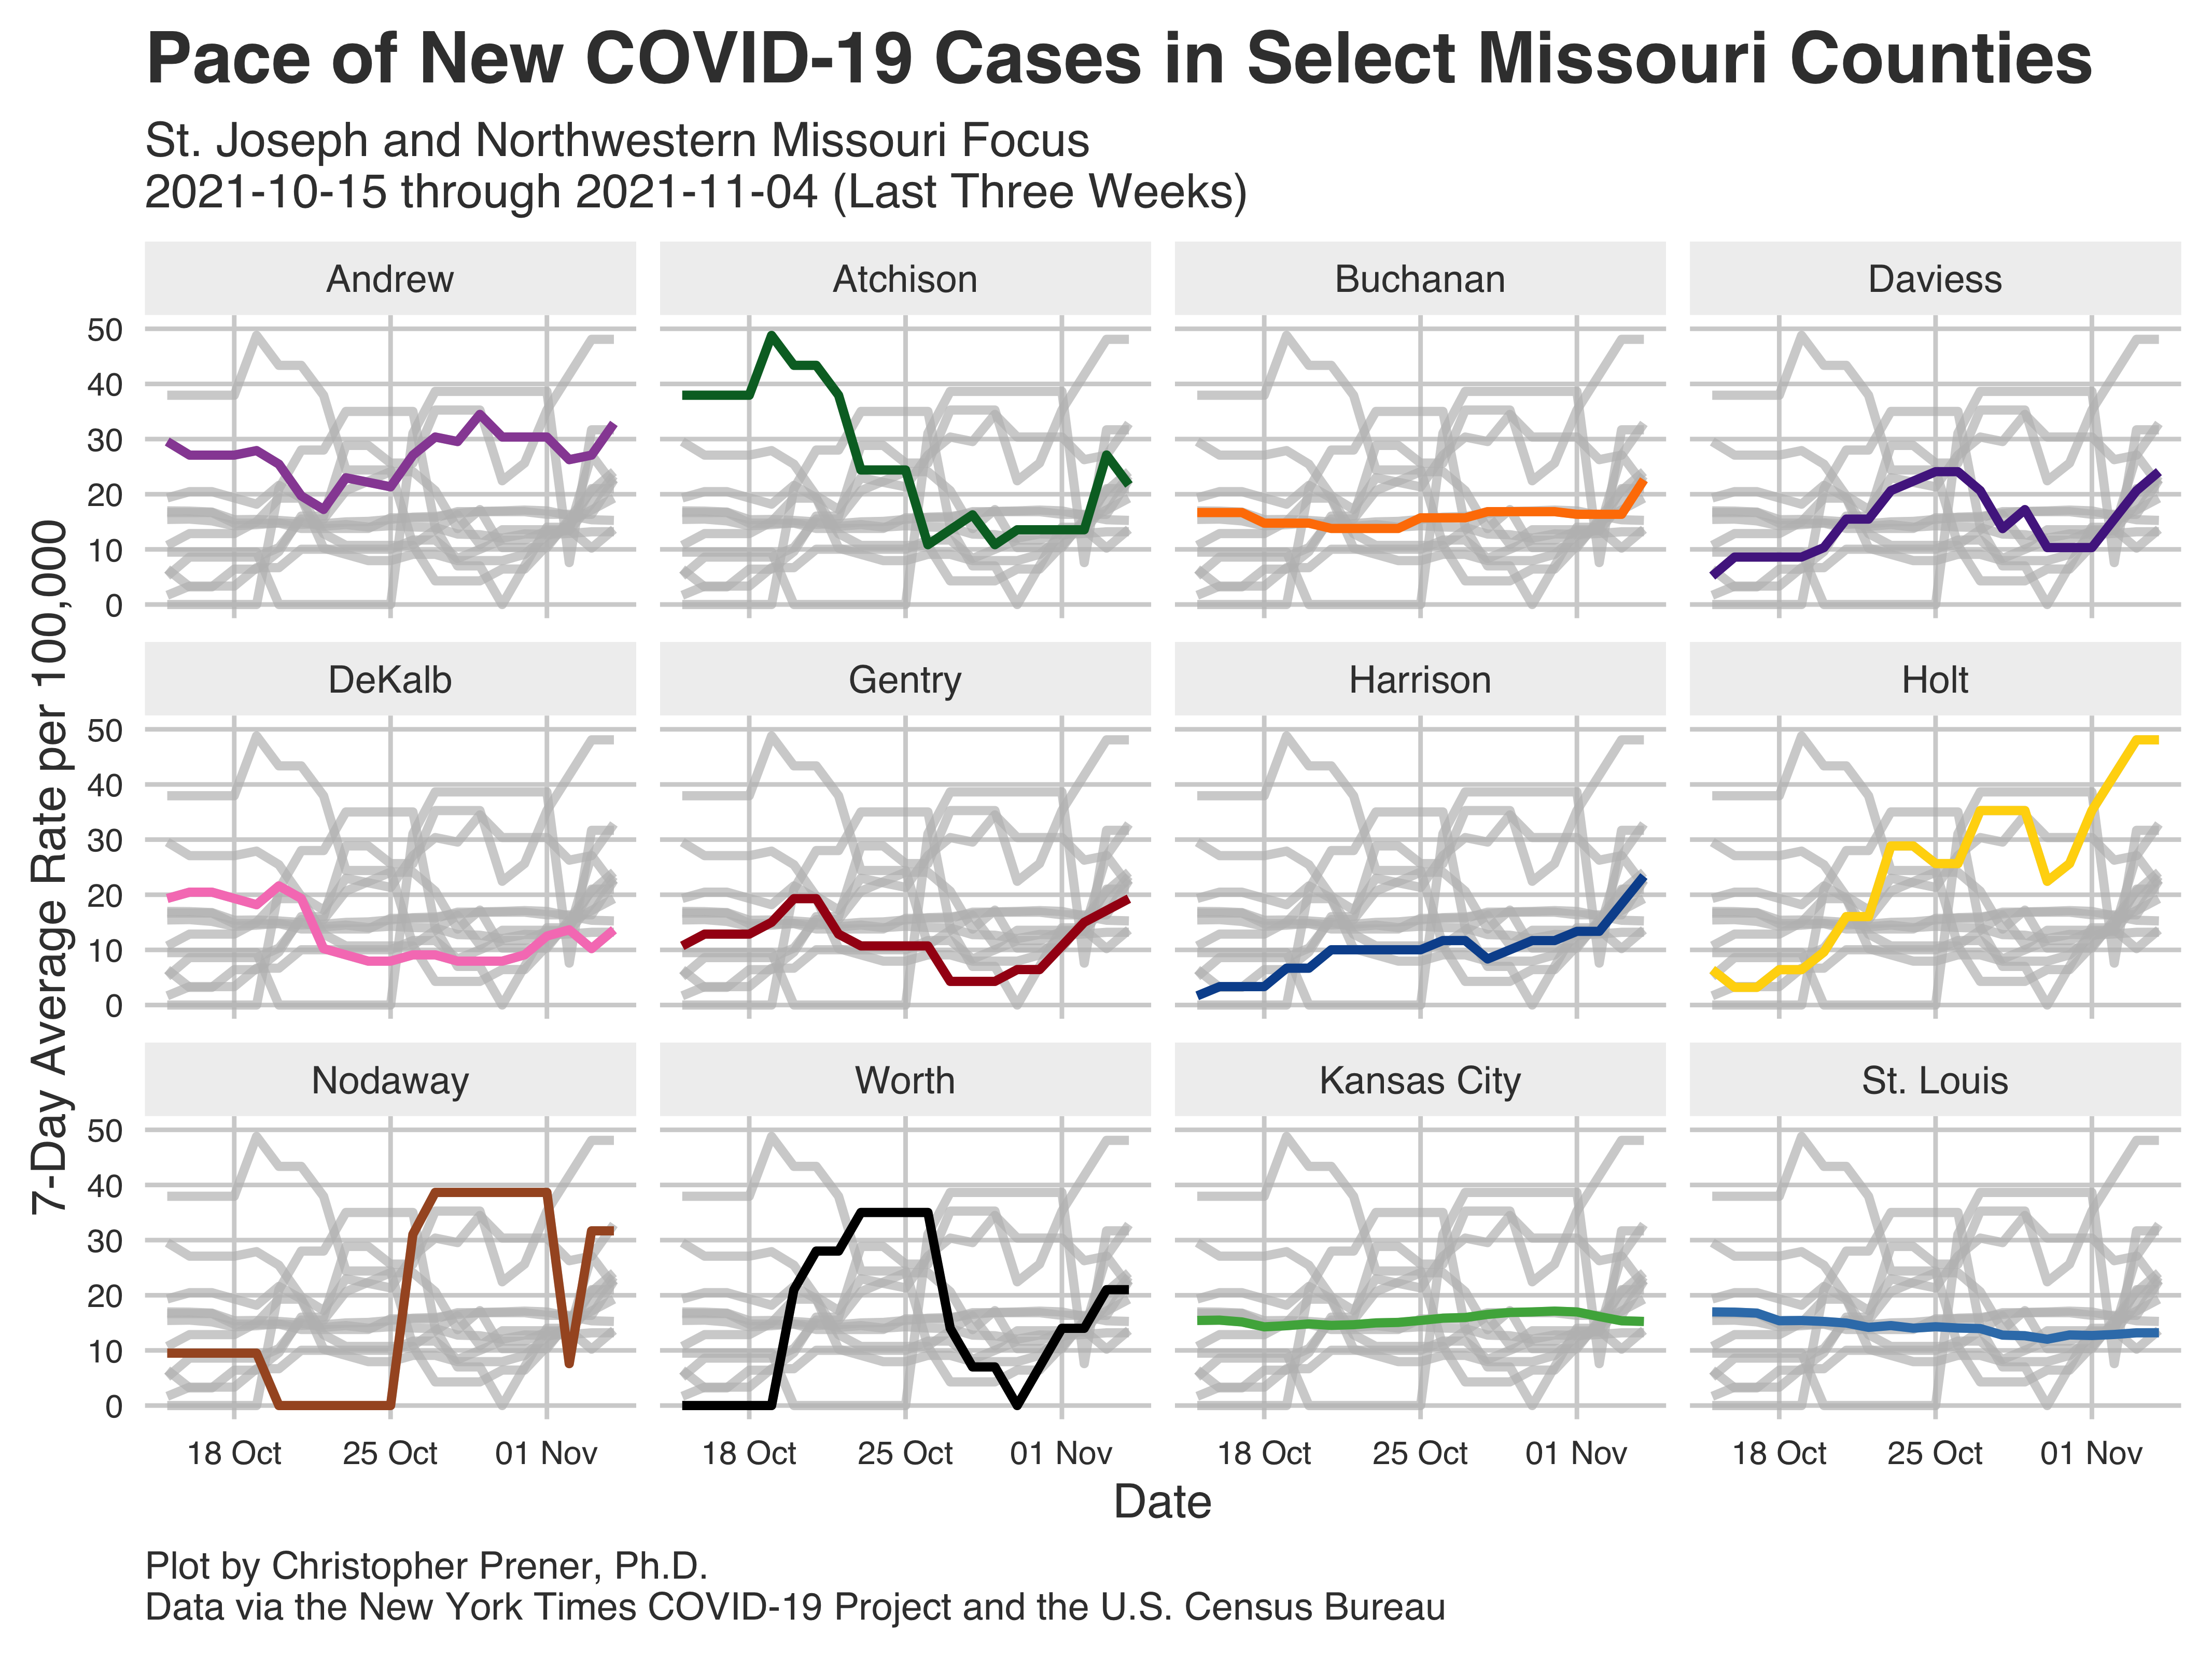 Pace of New COVID-19 Cases in Select Missouri Counties
St. Joseph and Northwestern Missouri Focus
2021-10-15 through 2021-11-04 (Last Three Weeks)
Andrew
Atchison
Buchanan
Daviess
50
40
30
20
10
0
DeKalb
Gentry
Harrison
Holt
50
40
30
20
10
0
Nodaway
Worth
Kansas City
St. Louis
50
40
30
20
10
0
18 Oct 25 Oct 01 Nov
18 Oct 25 Oct 01 Nov
18 Oct 25 Oct 01 Nov
18 Oct 25 Oct 01 Nov
7-Day Average Rate per 100,000
Date
Plot by Christopher Prener, Ph.D.
Data via the New York Times COVID-19 Project and the U.S. Census Bureau